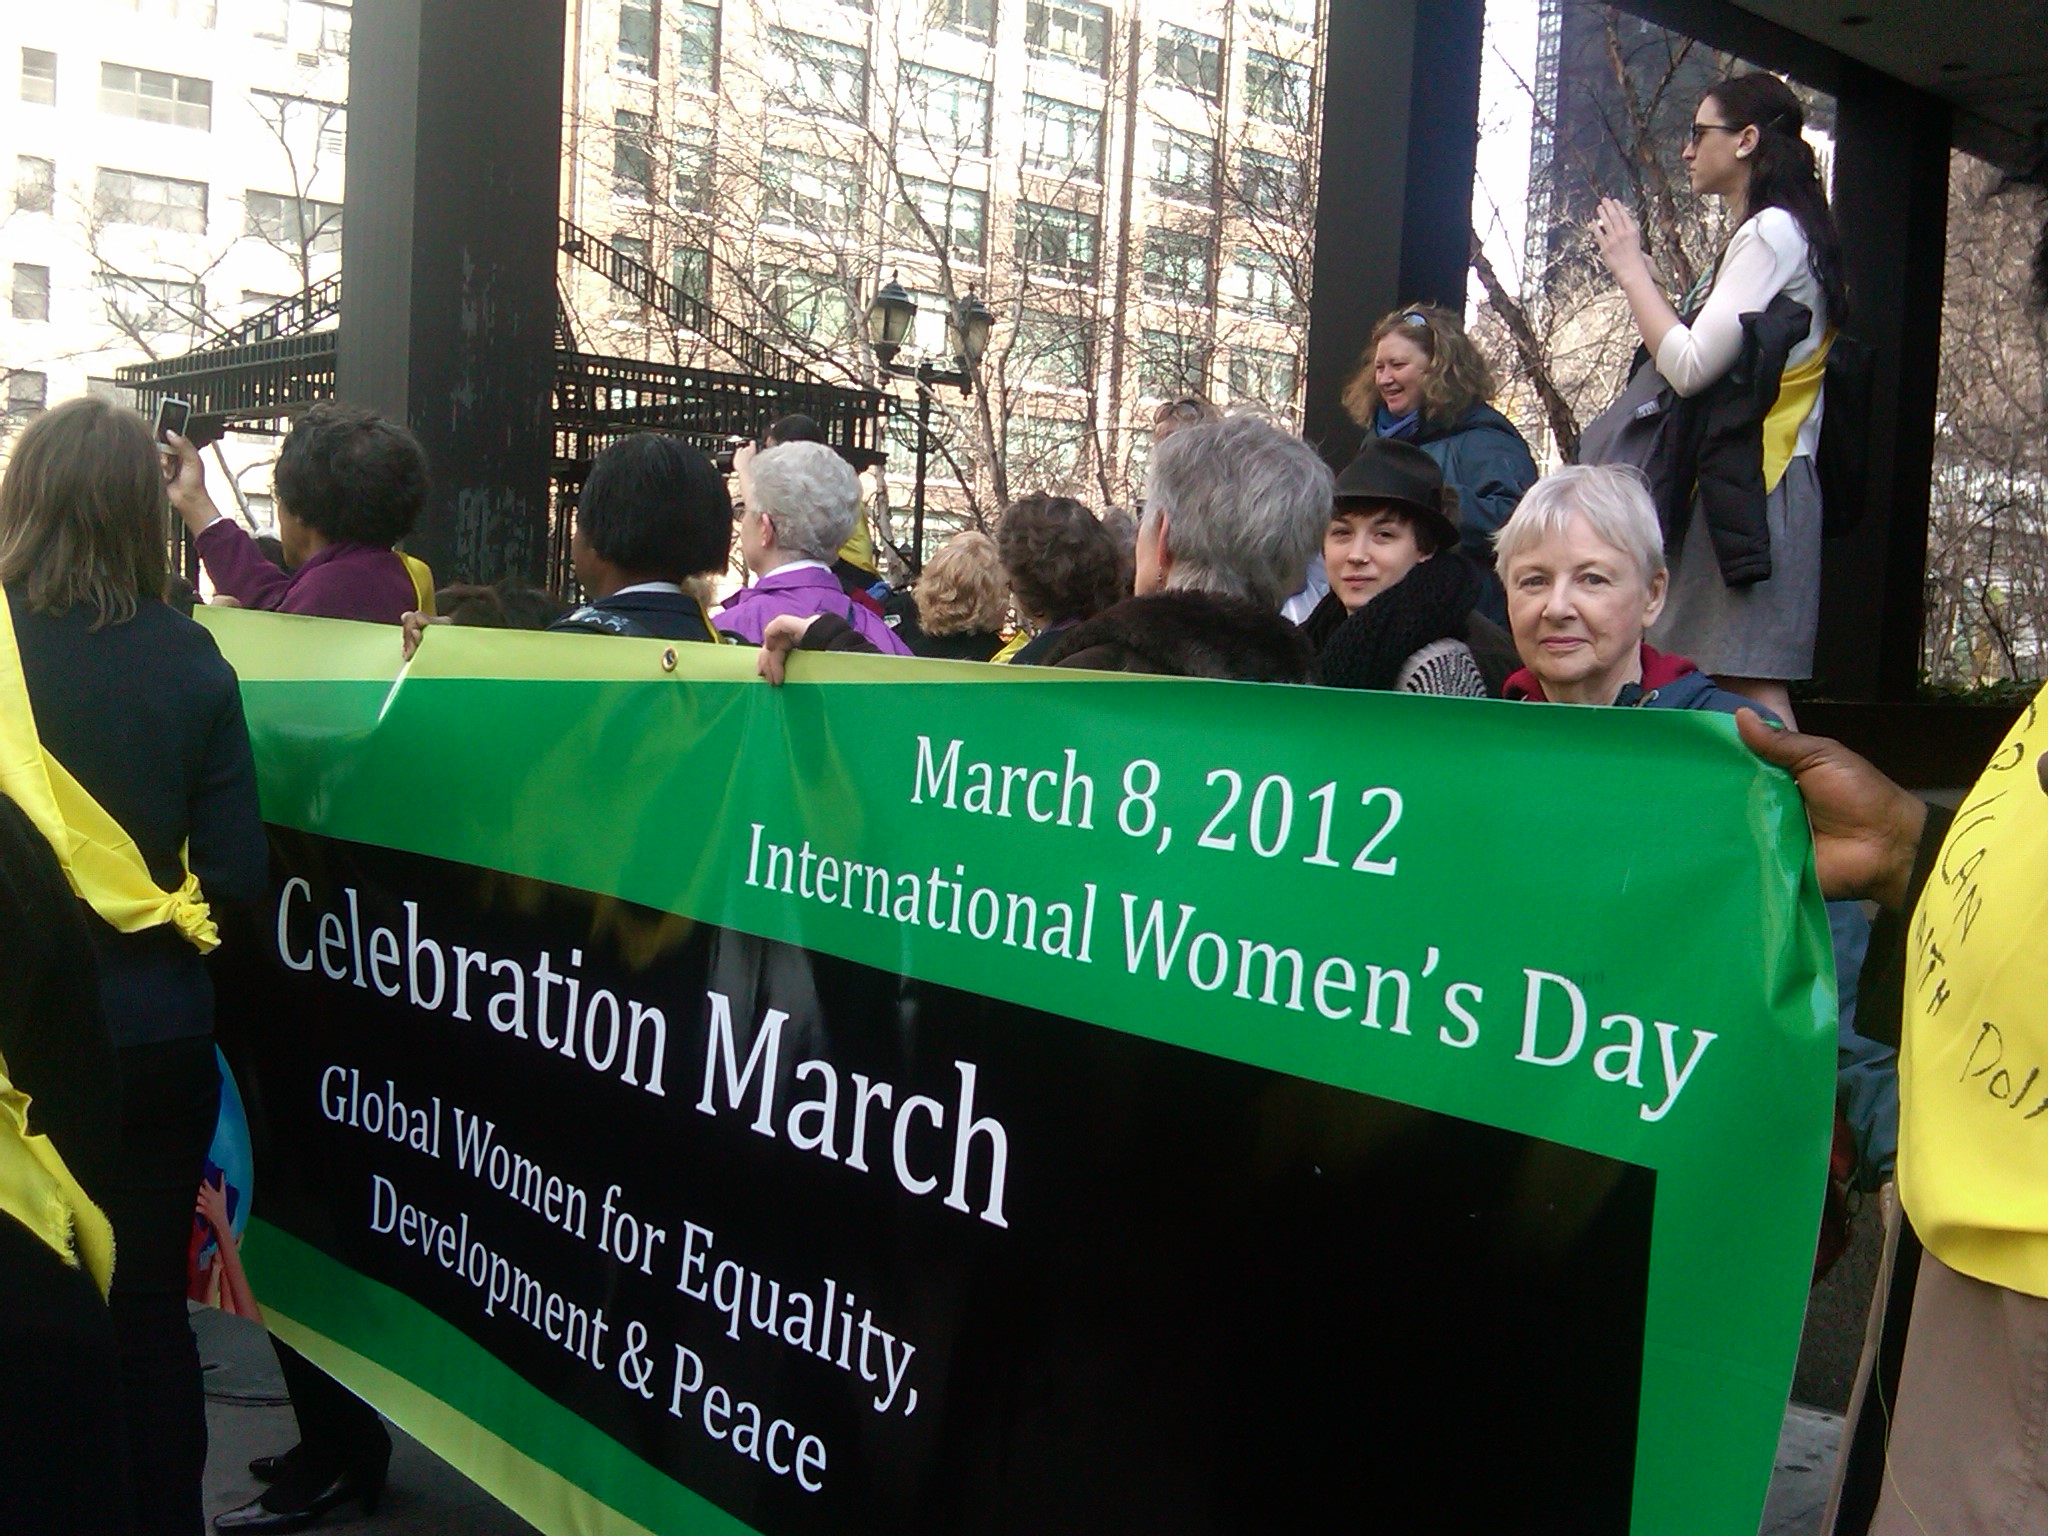 March 8, 2012
International Women's Day
Celebration March
Global Women for Equality,
Development & Peace